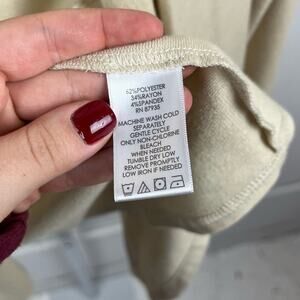 62%POLYESTER
34%RAYON
4%SPANDEX
RN 87935
MACHINE WASH COLD
SEPARATELY
GENTLE CYCLE
ONLY NON-CHLORINE
BLEACH
WHEN NEEDED
TUMBLE DRY LOW
REMOVE PROMPTLY
LOW IRON IF NEEDED